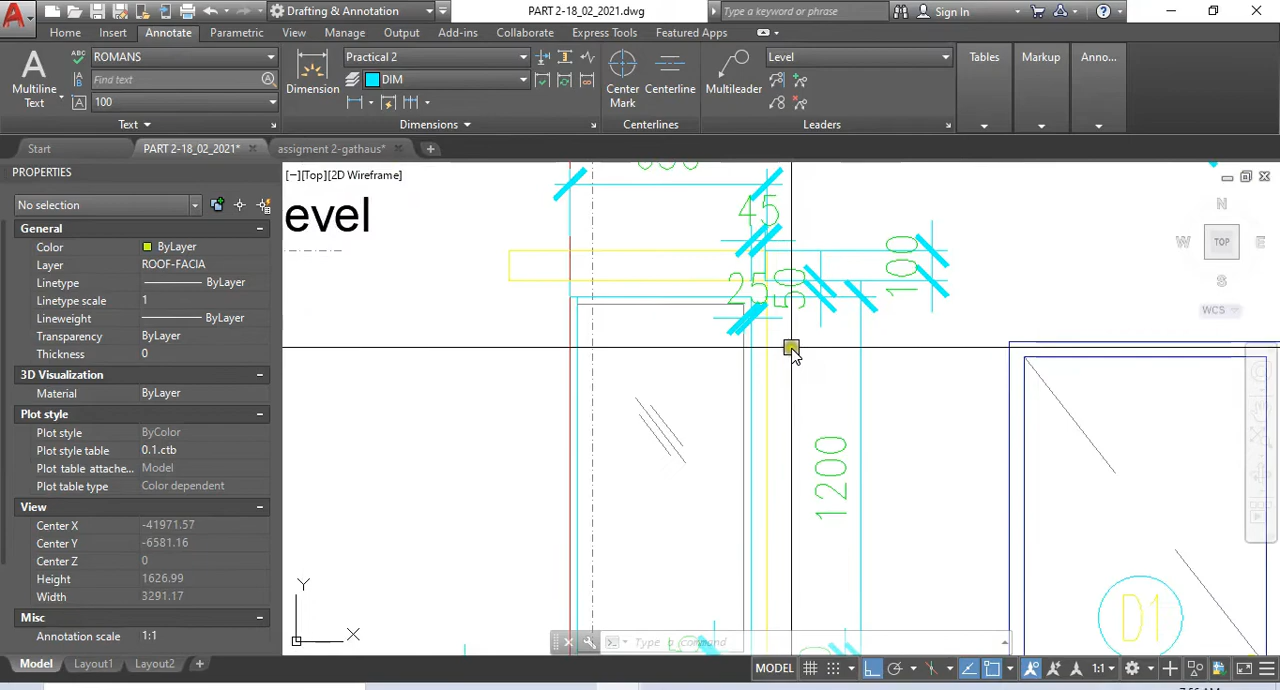 A Drafting & Annotation PART 2-18_02_2021.dwg Type a keyword or phrase Sign In
Home Insert Annotate Parametric View Manage Output Add-ins Collaborate Express Tools Featured Apps
ROMANS Practical 2 Level
Find text DIM
100
Multiline Text Dimension Center Mark Centerline Multileader Tables Markup Anno...
Text Dimensions Centerlines Leaders
Start PART 2-18_02_2021* assigment 2-gathaus* +
PROPERTIES
No selection
General
Color ByLayer
Layer ROOF-FACIA
Linetype ByLayer
Linetype scale 1
Lineweight ByLayer
Transparency ByLayer
Thickness 0
3D Visualization
Material ByLayer
Plot style
Plot style ByColor
Plot style table 0.1.ctb
Plot table attache... Model
Plot table type Color dependent
View
Center X -41971.57
Center Y -6581.16
Center Z 0
Height 1626.99
Width 3291.17
Misc
Annotation scale 1:1
[−][Top][2D Wireframe]
evel
45
25
50
100
1200
D1
N
W TOP E
S
WCS
Y
X
Type a command
Model Layout1 Layout2 +
MODEL 1:1